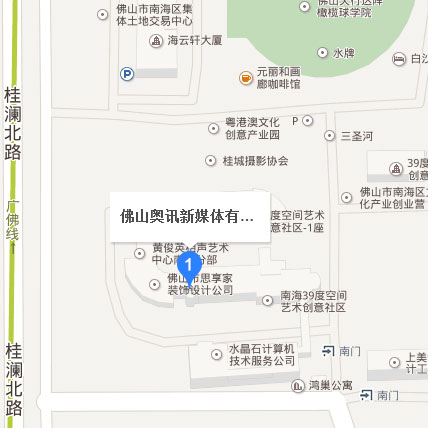 佛山市南海区集
体土地交易中心
橄榄球学院
海云轩大厦
水牌
P
元丽和画
廊咖啡馆
白沙
桂澜北路
粤港澳文化
创意产业园
P
三圣河
桂城摄影协会
39度
创意
佛山市南海区
化产业创业营
广佛线
佛山奥讯新媒体有...
度空间艺术
意社区-1座
黄俊英相声艺术
中心南海分部
1
佛山市思享家
装饰设计公司
南海39度空间
艺术创意社区
桂澜北路
水晶石计算机
技术服务公司
南门
上美
计工
鸿巢公寓
南门